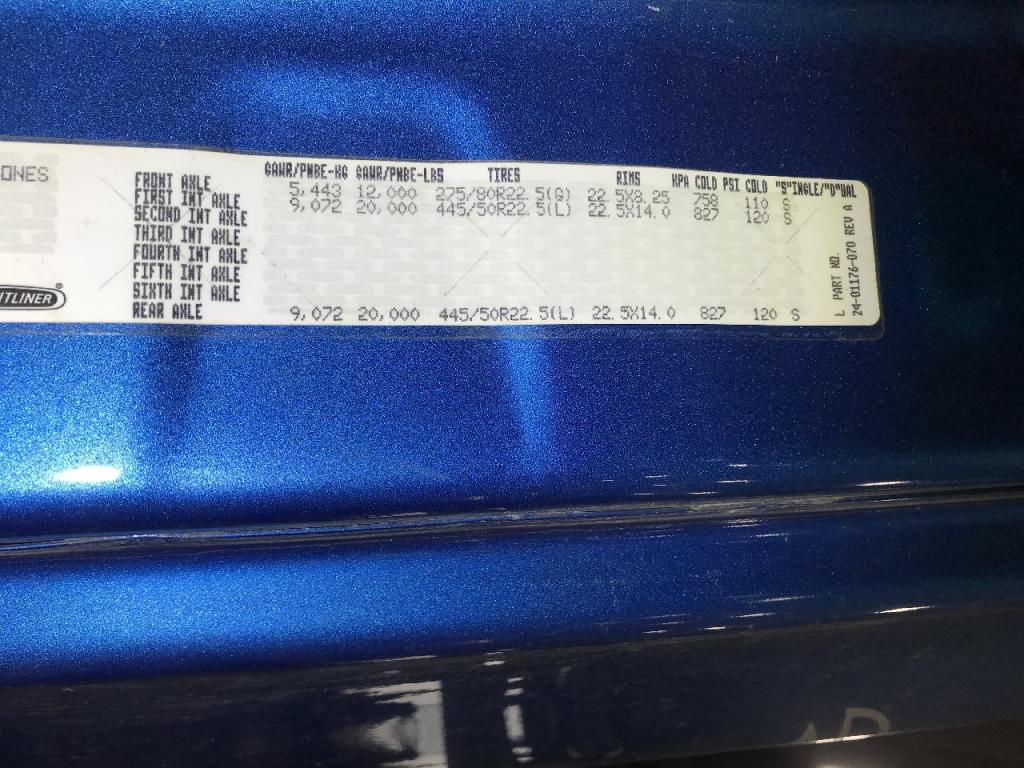 ONES
GAWR/PNBE-KG GAWR/PNBE-LBS TIRES RIMS KPA COLD PSI COLD "S"INGLE/"D"UAL
FRONT AXLE 5,443 12,000 275/80R22.5(G) 22.5X8.25 758 110 S
FIRST INT AXLE 9,072 20,000 445/50R22.5(L) 22.5X14.0 827 120 S
SECOND INT AXLE
THIRD INT AXLE
FOURTH INT AXLE
FIFTH INT AXLE
SIXTH INT AXLE
REAR AXLE 9,072 20,000 445/50R22.5(L) 22.5X14.0 827 120 S
ITLINER®
L PART NO.
24-01176-070 REV A